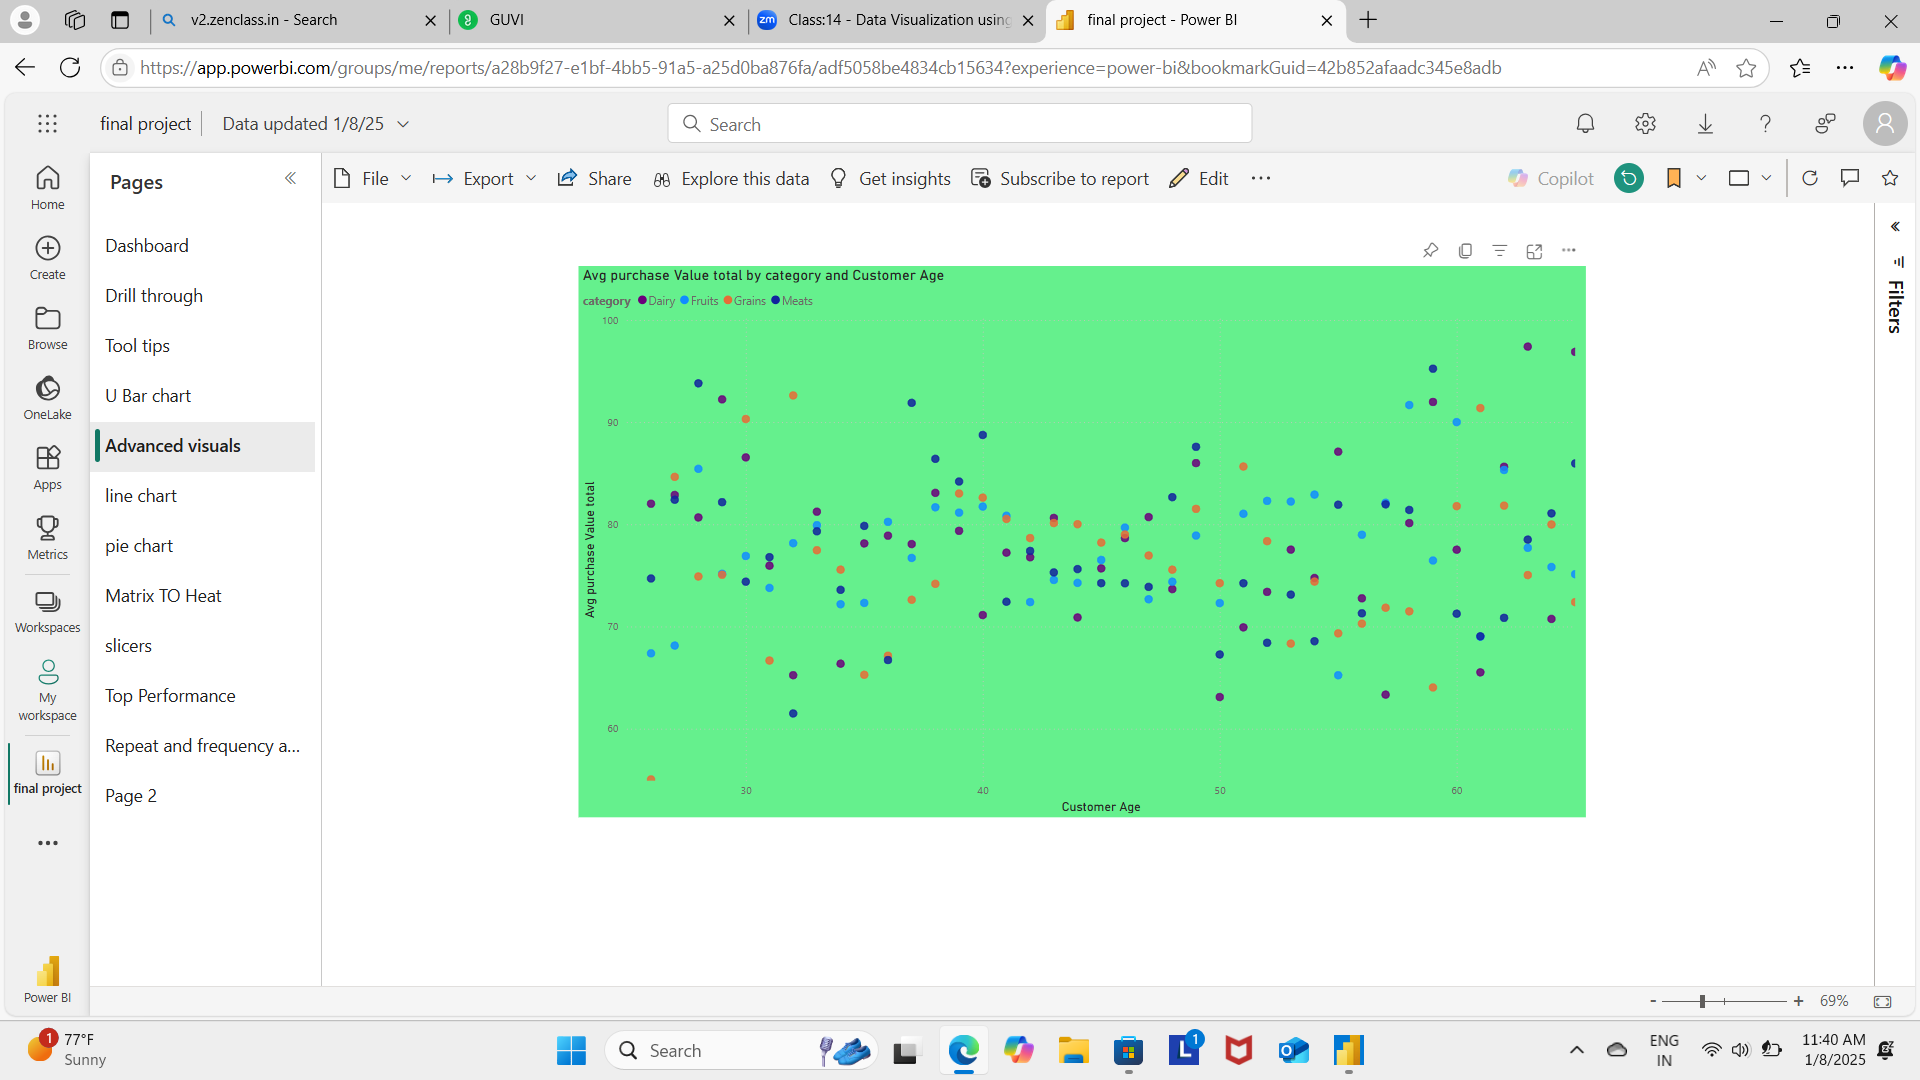 v2.zenclass.in - Search
GUVI
Class:14 - Data Visualization using
final project - Power BI
https://app.powerbi.com/groups/me/reports/a28b9f27-e1bf-4bb5-91a5-a25d0ba876fa/adf5058be4834cb15634?experience=power-bi&bookmarkGuid=42b852afaadc345e8adb
final project
Data updated 1/8/25
Search
Home
Create
Browse
OneLake
Apps
Metrics
Workspaces
My
workspace
final project
Power BI
Pages
Dashboard
Drill through
Tool tips
U Bar chart
Advanced visuals
line chart
pie chart
Matrix TO Heat
slicers
Top Performance
Repeat and frequency a...
Page 2
File
Export
Share
Explore this data
Get insights
Subscribe to report
Edit
Copilot
Filters
Avg purchase Value total by category and Customer Age
category Dairy Fruits Grains Meats
100
90
80
70
60
Avg purchase Value total
30 40 50 60
Customer Age
- + 69%
1
77°F
Sunny
Search
zm
L
1
ENG
IN
11:40 AM
1/8/2025